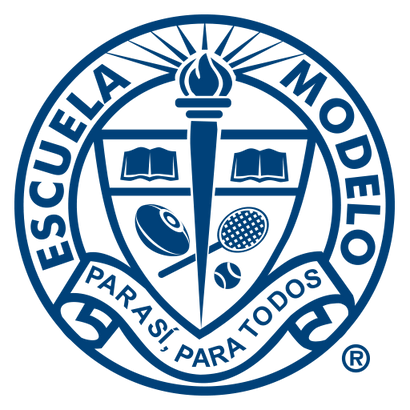 ESCUELA MODELO
PARA SÍ, PARA TODOS
®